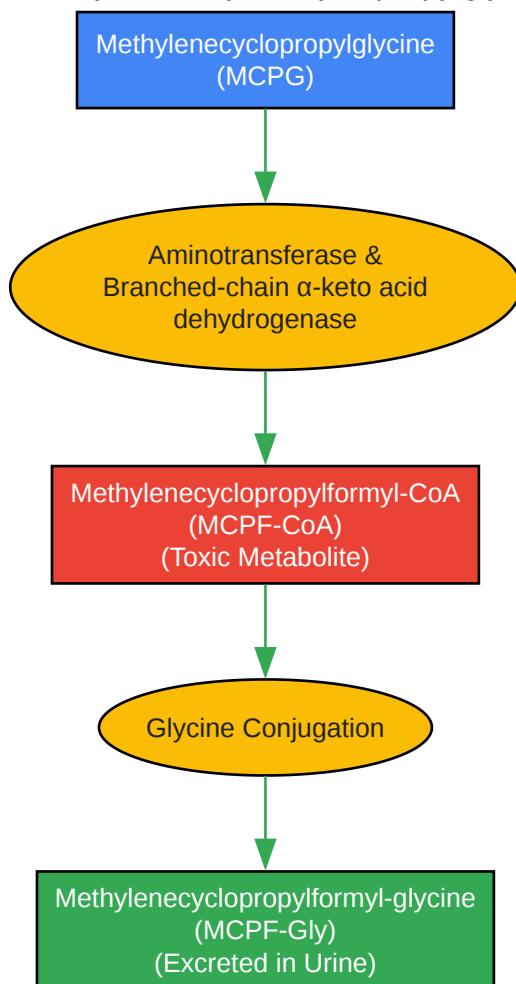 Methylenecyclopropylglycine
(MCPG)
Aminotransferase &
Branched-chain α-keto acid
dehydrogenase
Methylenecyclopropylformyl-CoA
(MCPF-CoA)
(Toxic Metabolite)
Glycine Conjugation
Methylenecyclopropylformyl-glycine
(MCPF-Gly)
(Excreted in Urine)